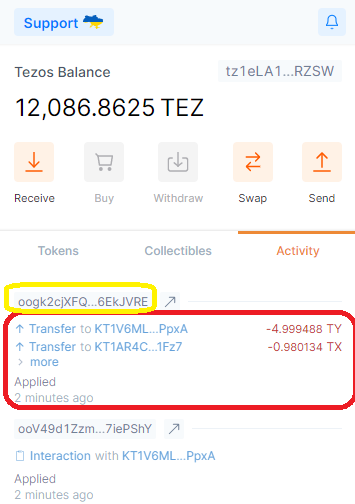 Support
Tezos Balance
tz1eLA1...RZSW
12,086.8625 TEZ
Receive Buy Withdraw Swap Send
Tokens Collectibles Activity
oogk2cjXFQ...6EkJVRE
↑ Transfer to KT1V6ML...PpxA -4.999488 TY
↑ Transfer to KT1AR4C...1Fz7 -0.980134 TX
> more
Applied
2 minutes ago
ooV49d1Zzm...7iePShY
Interaction with KT1V6ML...PpxA
Applied
2 minutes ago